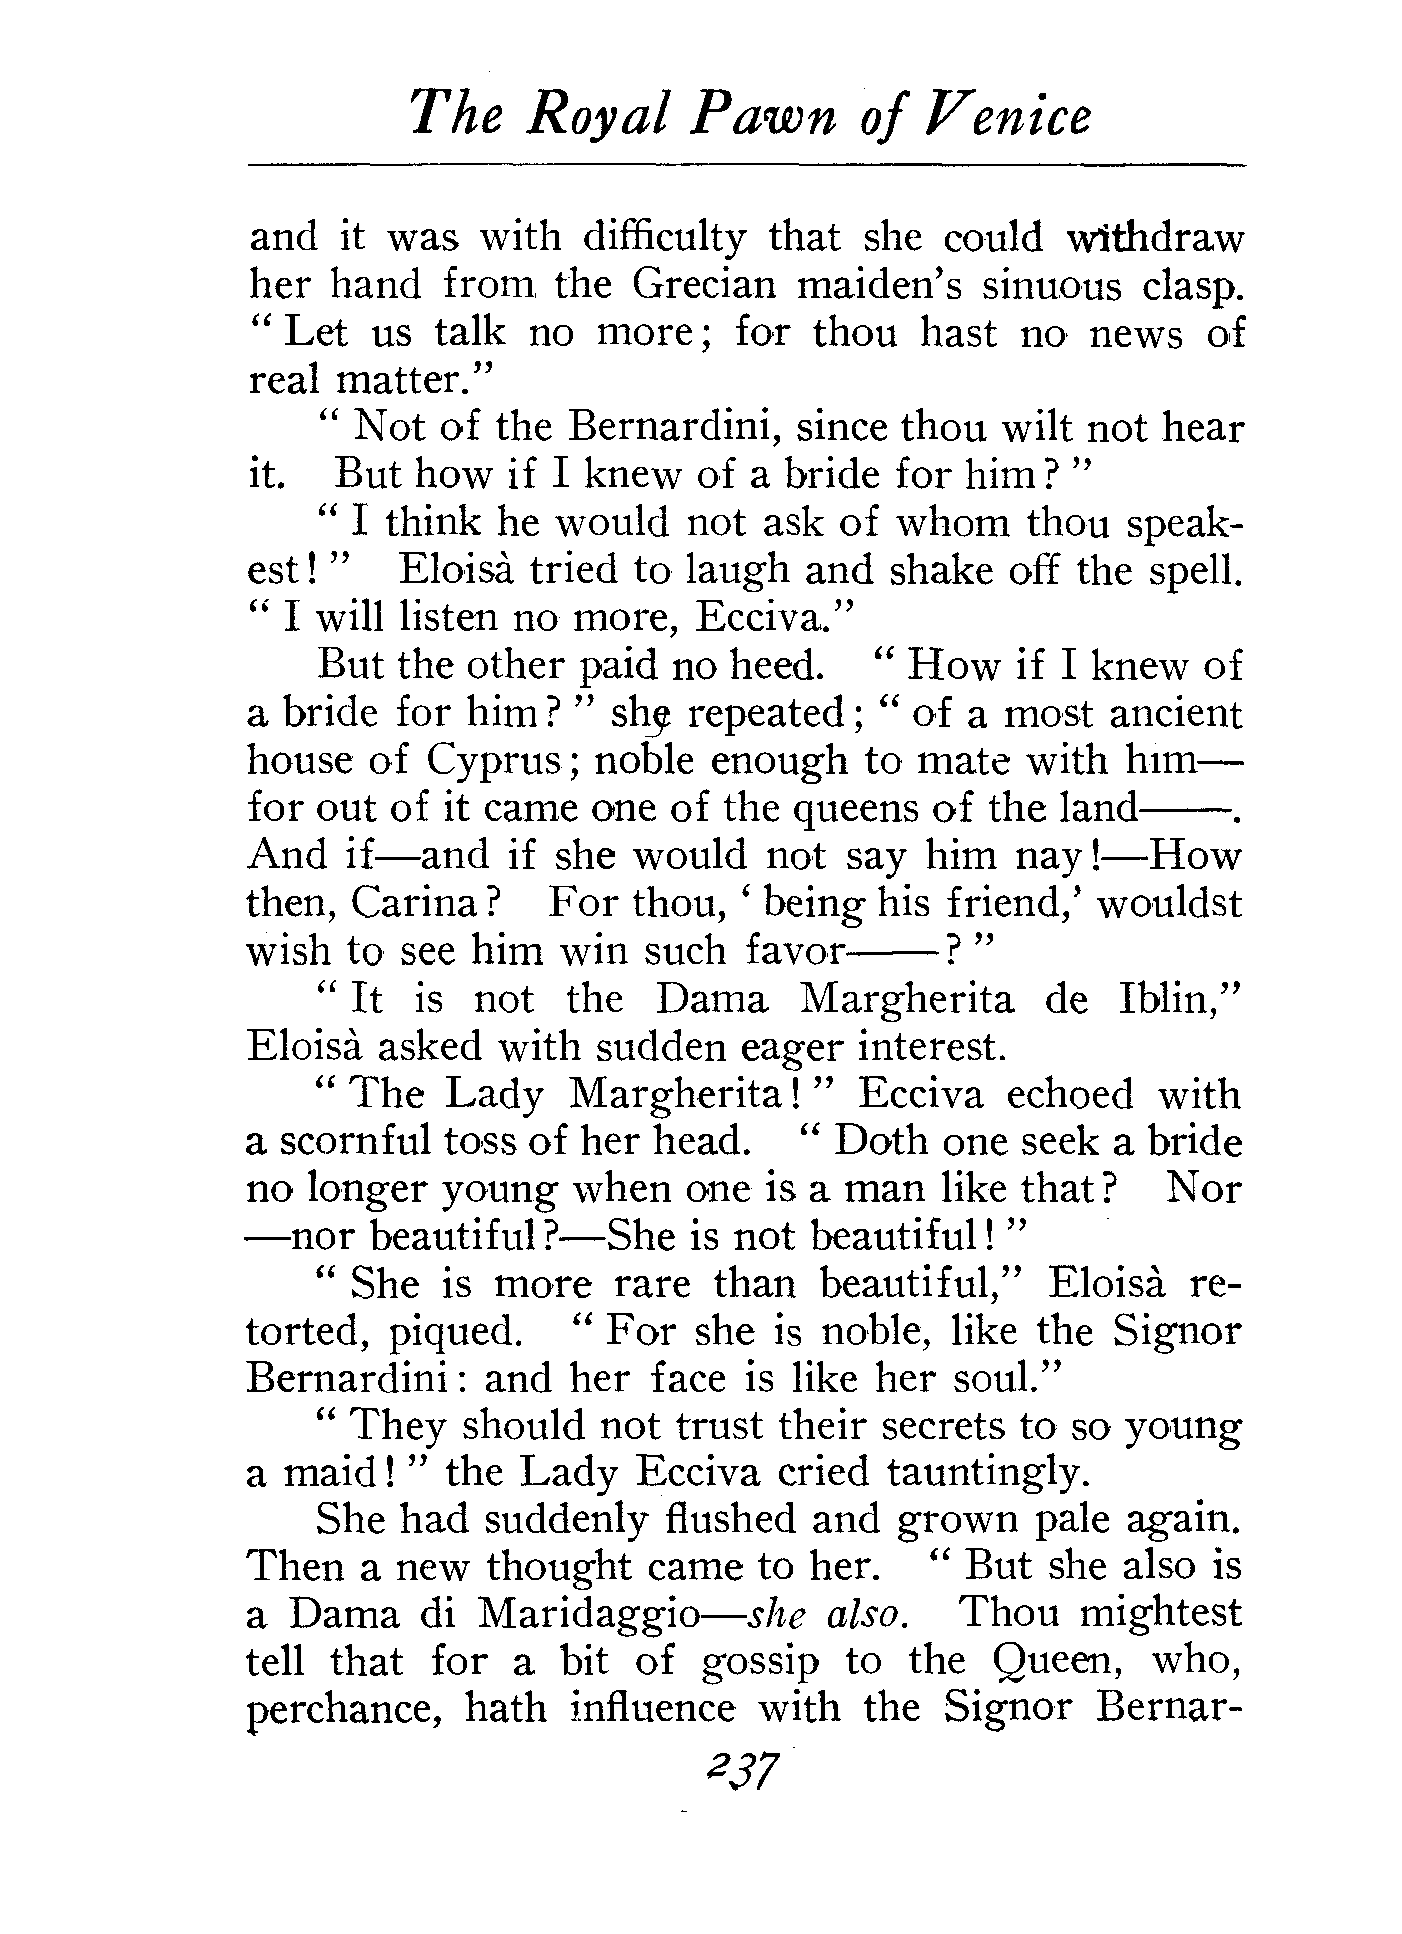 The Royal Pawn of Venice
and it was with difficulty that she could withdraw
her hand from the Grecian maiden's sinuous clasp.
" Let us talk no more; for thou hast no news of
real matter."
" Not of the Bernardini, since thou wilt not hear
it. But how if I knew of a bride for him? "
" I think he would not ask of whom thou speak-
est! " Eloisà tried to laugh and shake off the spell.
" I will listen no more, Ecciva."
But the other paid no heed. " How if I knew of
a bride for him? " she repeated; " of a most ancient
house of Cyprus; noble enough to mate with him—
for out of it came one of the queens of the land——.
And if—and if she would not say him nay!—How
then, Carina? For thou, ' being his friend,' wouldst
wish to see him win such favor——? "
" It is not the Dama Margherita de Iblin,"
Eloisà asked with sudden eager interest.
" The Lady Margherita! " Ecciva echoed with
a scornful toss of her head. " Doth one seek a bride
no longer young when one is a man like that? Nor
—nor beautiful?—She is not beautiful! "
" She is more rare than beautiful," Eloisà re-
torted, piqued. " For she is noble, like the Signor
Bernardini: and her face is like her soul."
" They should not trust their secrets to so young
a maid! " the Lady Ecciva cried tauntingly.
She had suddenly flushed and grown pale again.
Then a new thought came to her. " But she also is
a Dama di Maridaggio—she also. Thou mightest
tell that for a bit of gossip to the Queen, who,
perchance, hath influence with the Signor Bernar-
237